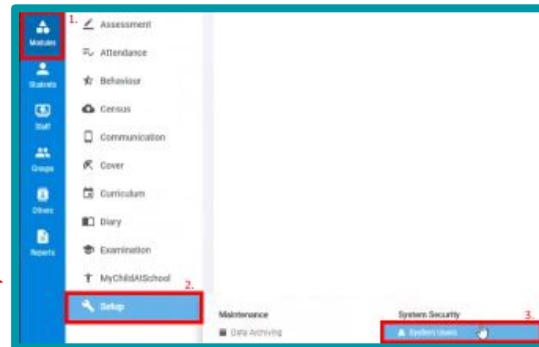 1.
Modules
Students
Staff
Groups
Others
Reports
Assessment
Attendance
Behaviour
Census
Communication
Cover
Curriculum
Diary
Examination
MyChildAtSchool
2.
Setup
Maintenance
Data Archiving
System Security
3.
System Users